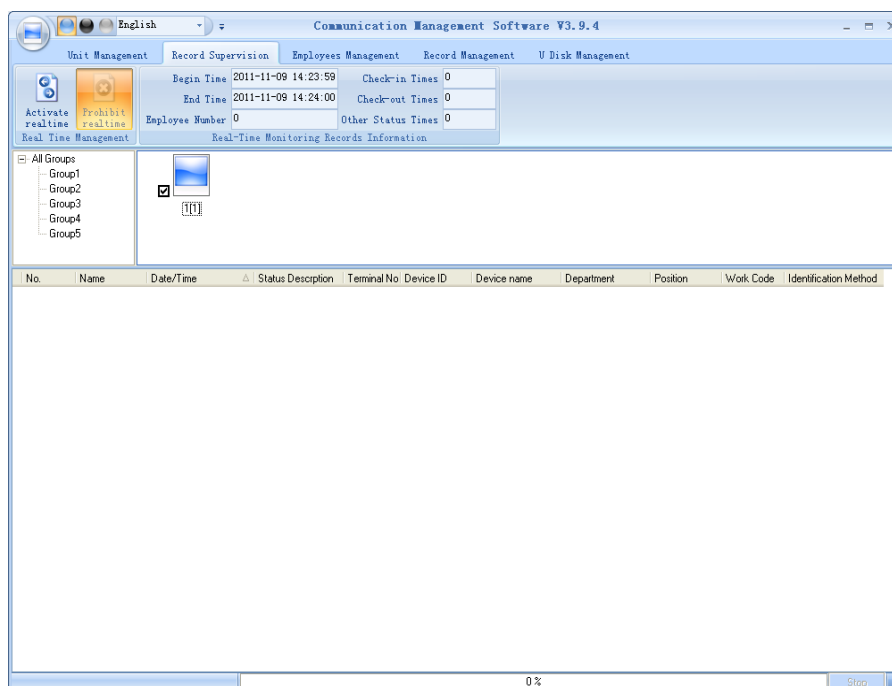 English
Communication Management Software V3.9.4
Unit Management Record Supervision Employees Management Record Management U Disk Management
Begin Time 2011-11-09 14:23:59 Check-in Times 0
End Time 2011-11-09 14:24:00 Check-out Times 0
Activate realtime
Prohibit realtime
Employee Number 0 Other Status Times 0
Real Time Management
Real-Time Monitoring Records Information
All Groups
Group1
Group2
Group3
Group4
Group5
1[1]
No. Name Date/Time Status Descrption Terminal No Device ID Device name Department Position Work Code Identification Method
0 % Stop